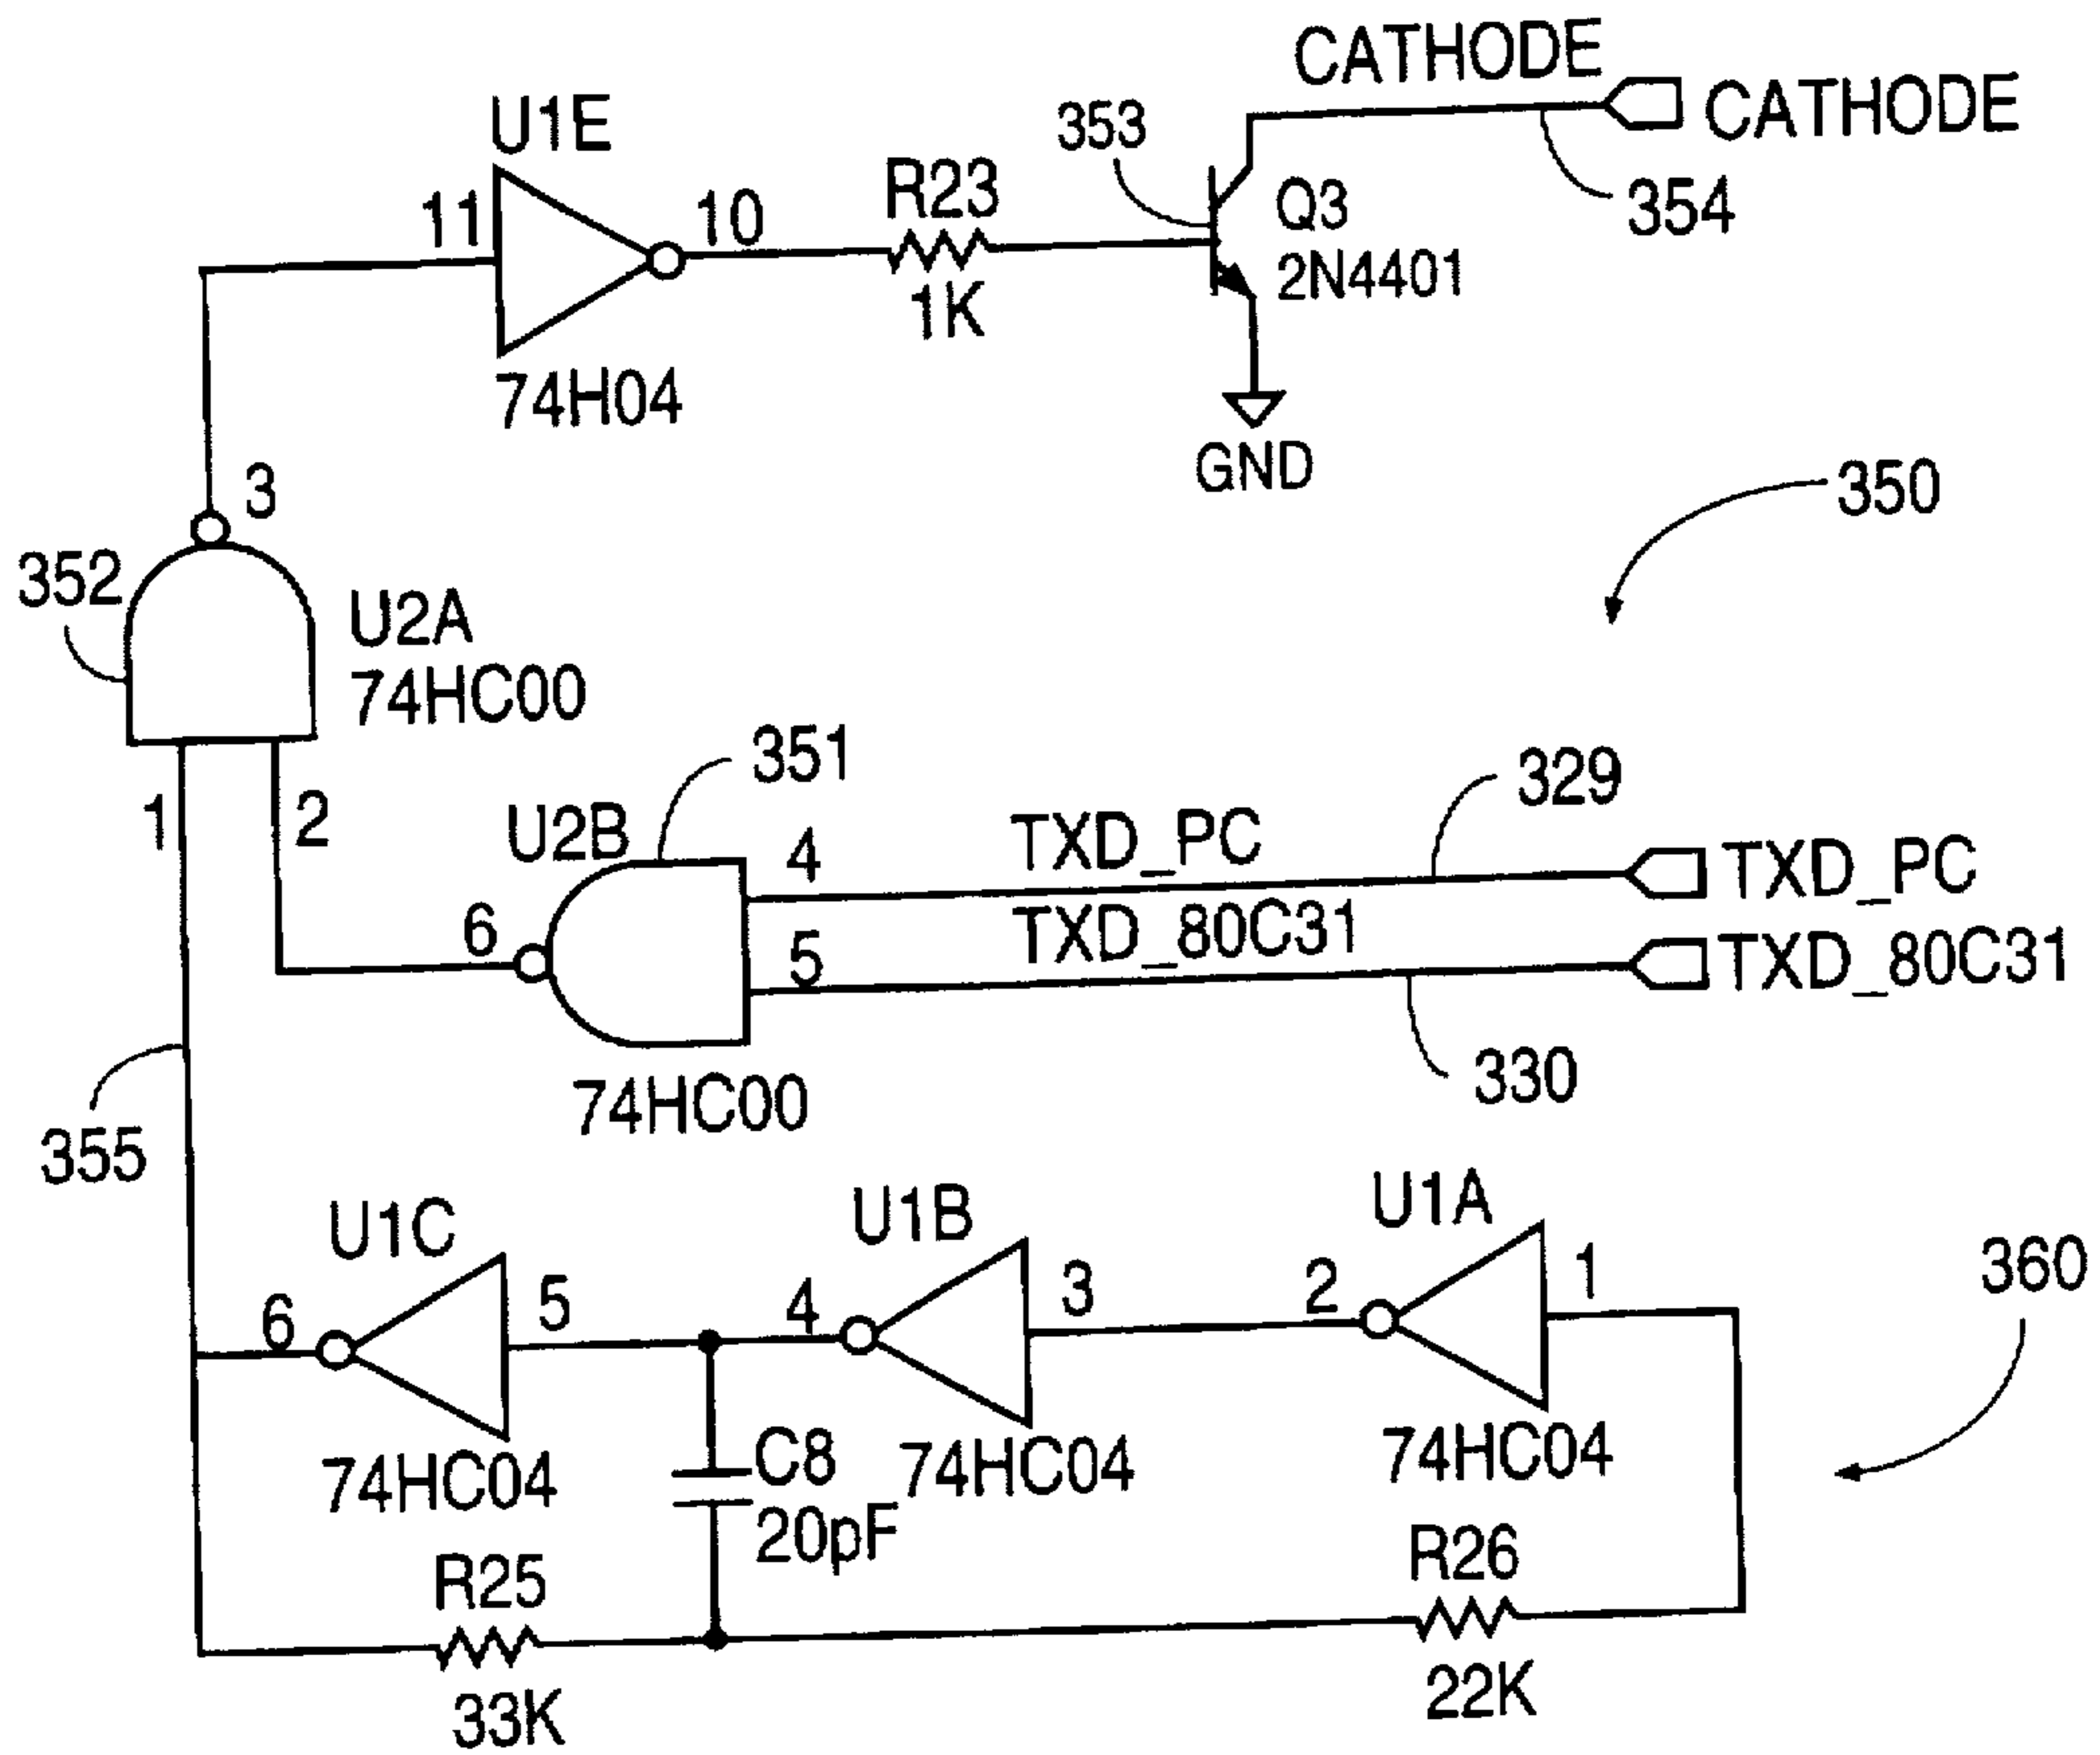 CATHODE
CATHODE
U1E
353
11
10
R23
Q3
354
2N4401
1K
74H04
GND
350
3
352
U2A
74HC00
351
329
1
2
U2B
4
TXD_PC
TXD_PC
6
5
TXD_80C31
TXD_80C31
330
74HC00
355
U1C
U1B
U1A
6
5
4
3
2
1
360
74HC04
C8
74HC04
74HC04
20pF
R25
R26
33K
22K